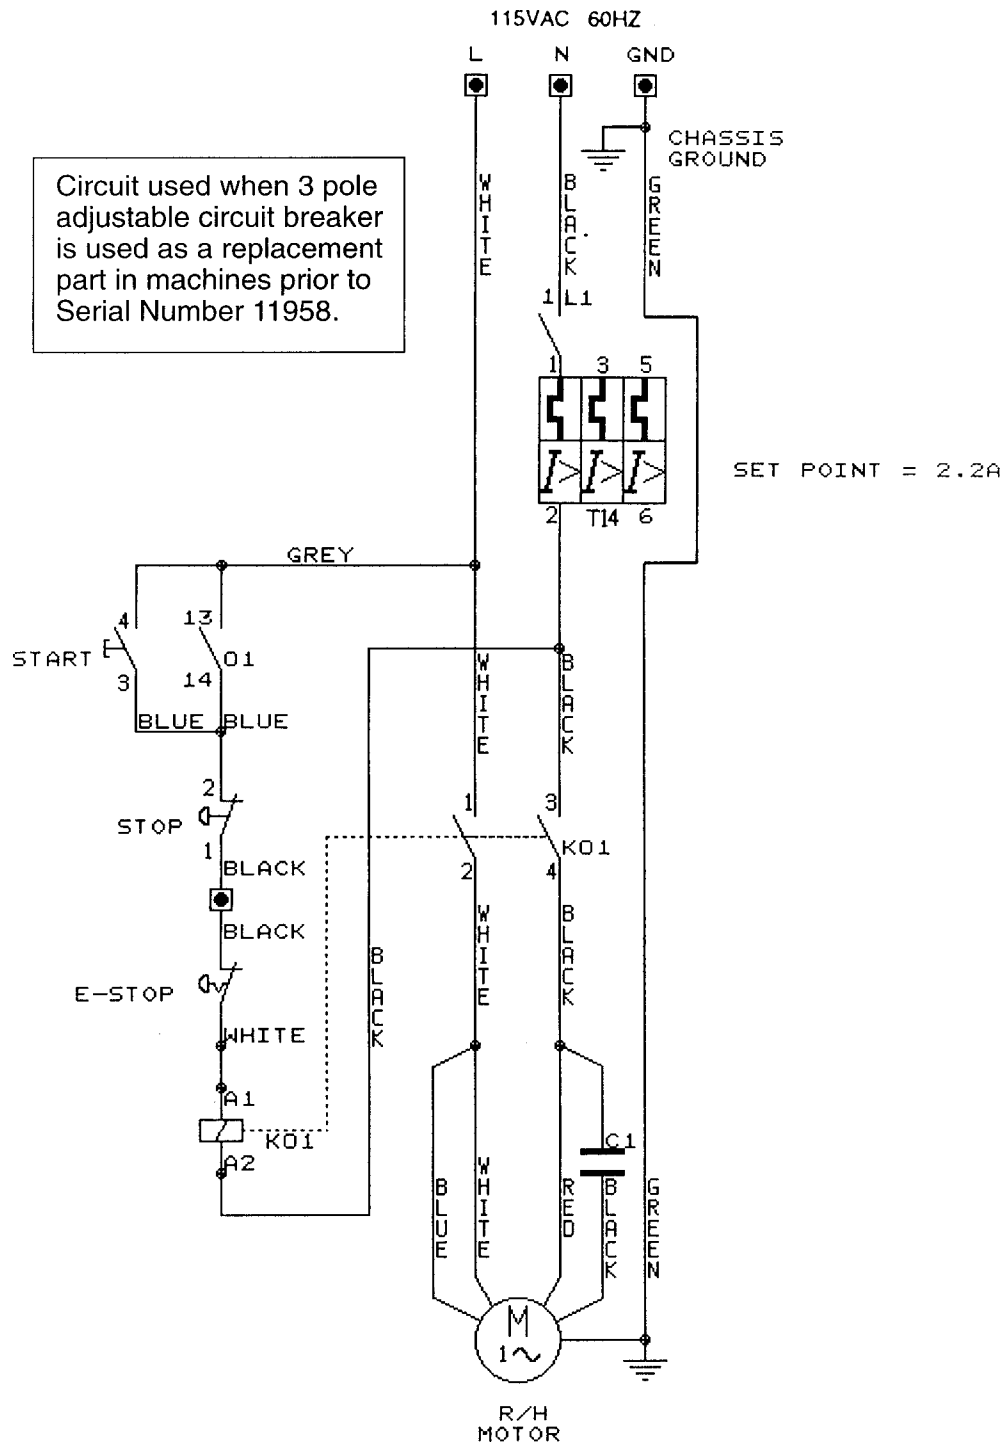 115VAC 60HZ
L N GND
CHASSIS
GROUND
Circuit used when 3 pole
adjustable circuit breaker
is used as a replacement
part in machines prior to
Serial Number 11958.
WHITE
BLACK
GREEN
1 L1
1 3 5
SET POINT = 2.2A
2 T14 6
GREY
4 13
START
01
3 14
BLUE BLUE
WHITE
BLACK
2
STOP
1
1 3
K01
2 4
BLACK
BLACK
WHITE
BLACK
BLACK
E-STOP
WHITE
A1
K01
A2
C1
BLUE
WHITE
RED
BLACK
GREEN
M
1
R/H
MOTOR